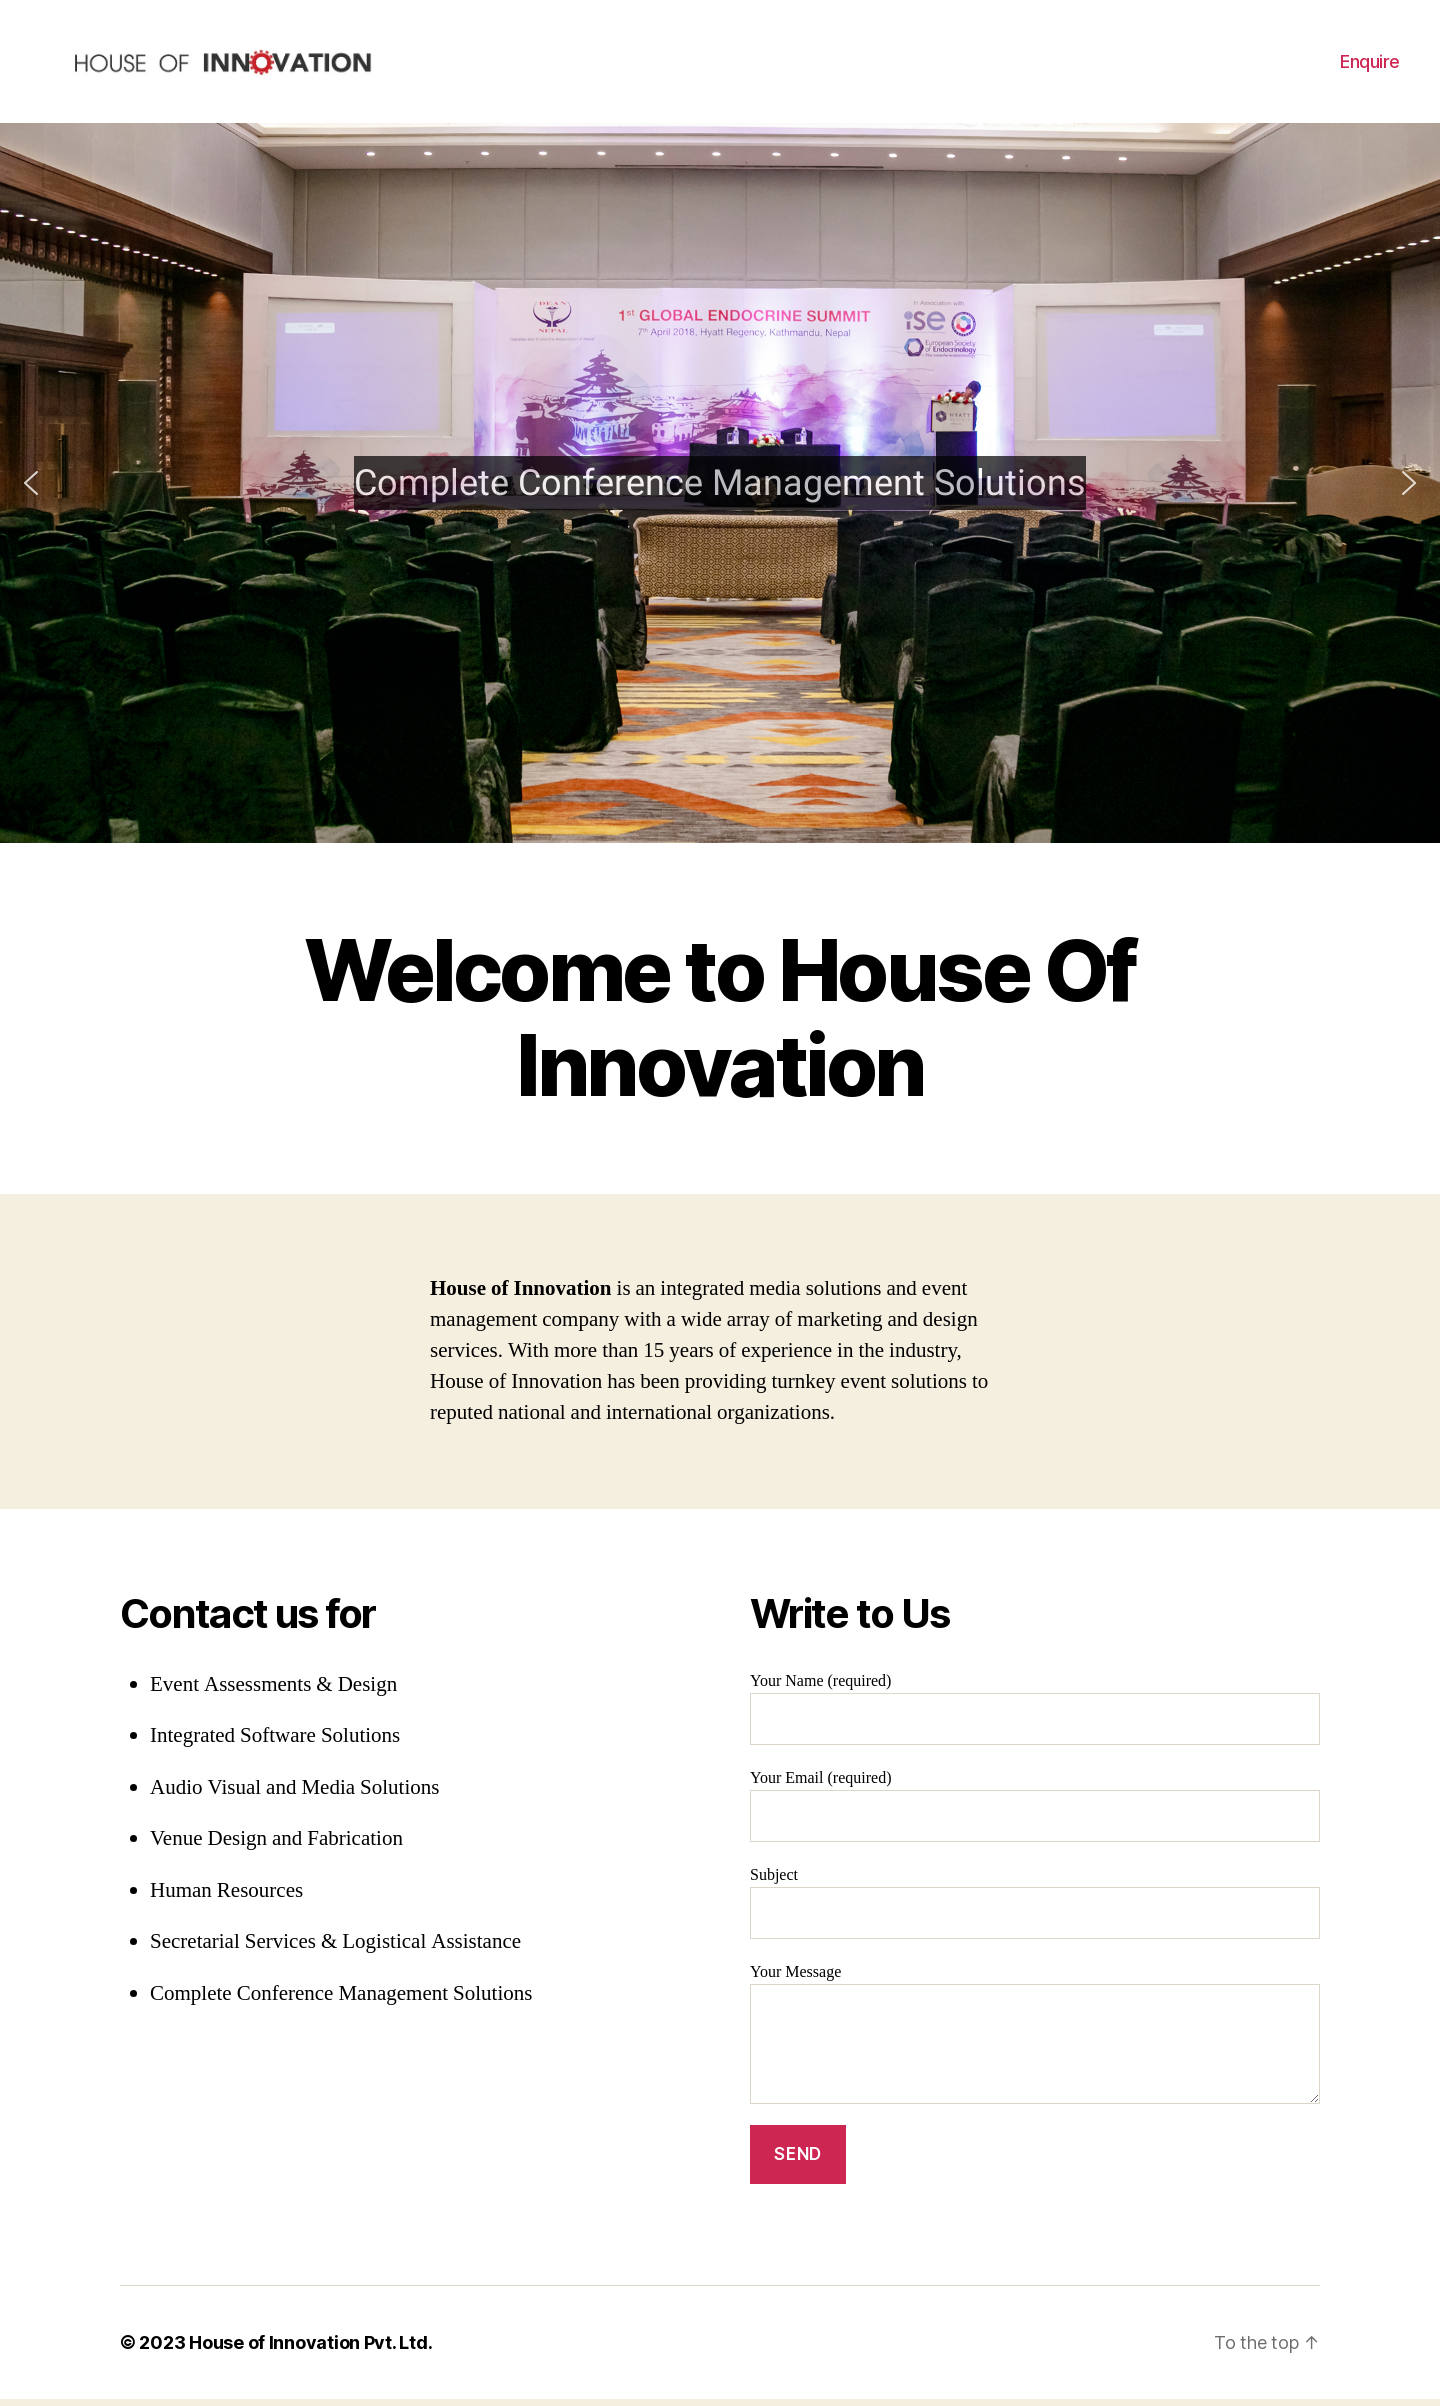 HOUSE OF INNOVATION
Enquire
DEAN
NEPAL
1st GLOBAL ENDOCRINE SUMMIT
7th April 2018, Hyatt Regency, Kathmandu, Nepal
In Association with
ise
European Society
of Endocrinology
HYATT
Complete Conference Management Solutions
Welcome to House Of
Innovation
House of Innovation is an integrated media solutions and event
management company with a wide array of marketing and design
services. With more than 15 years of experience in the industry,
House of Innovation has been providing turnkey event solutions to
reputed national and international organizations.
Contact us for
Event Assessments & Design
Integrated Software Solutions
Audio Visual and Media Solutions
Venue Design and Fabrication
Human Resources
Secretarial Services & Logistical Assistance
Complete Conference Management Solutions
Write to Us
Your Name (required)
Your Email (required)
Subject
Your Message
SEND
© 2023 House of Innovation Pvt. Ltd.
To the top ↑